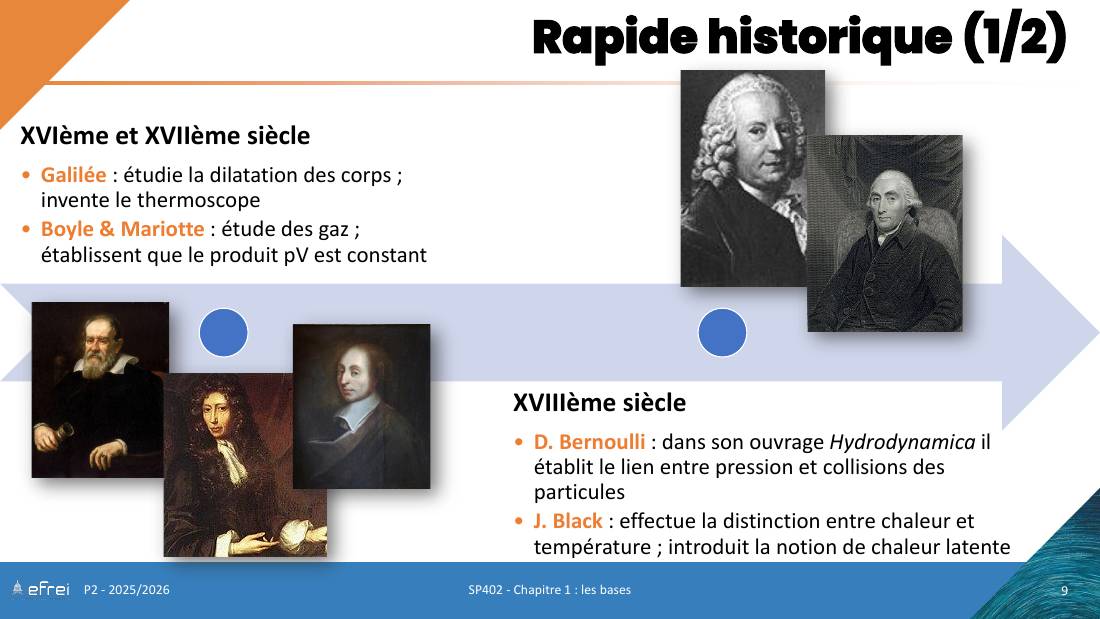 Rapide historique (1/2)
XVIème et XVIIème siècle
• Galilée : étudie la dilatation des corps ;
invente le thermoscope
• Boyle & Mariotte : étude des gaz ;
établissent que le produit pV est constant
XVIIIème siècle
• D. Bernoulli : dans son ouvrage Hydrodynamica il
établit le lien entre pression et collisions des
particules
• J. Black : effectue la distinction entre chaleur et
température ; introduit la notion de chaleur latente
efrei P2 - 2025/2026
SP402 - Chapitre 1 : les bases
9